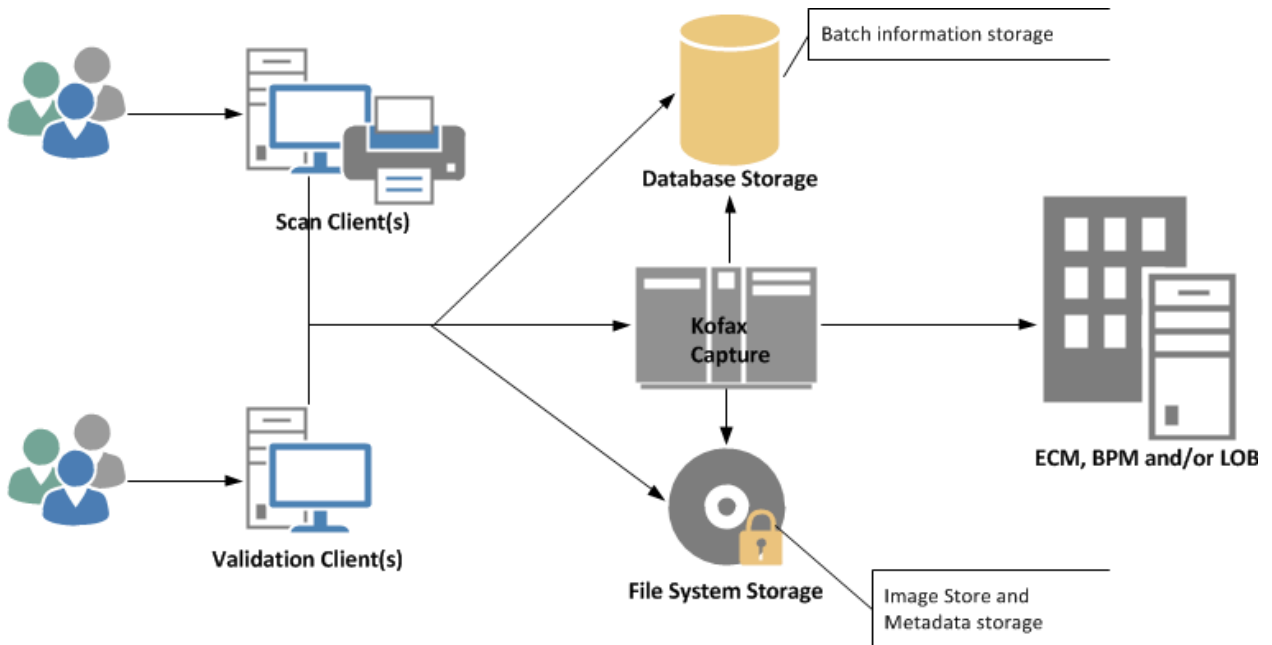 Batch information storage
Database Storage
Scan Client(s)
Kofax
Capture
ECM, BPM and/or LOB
Validation Client(s)
File System Storage
Image Store and
Metadata storage